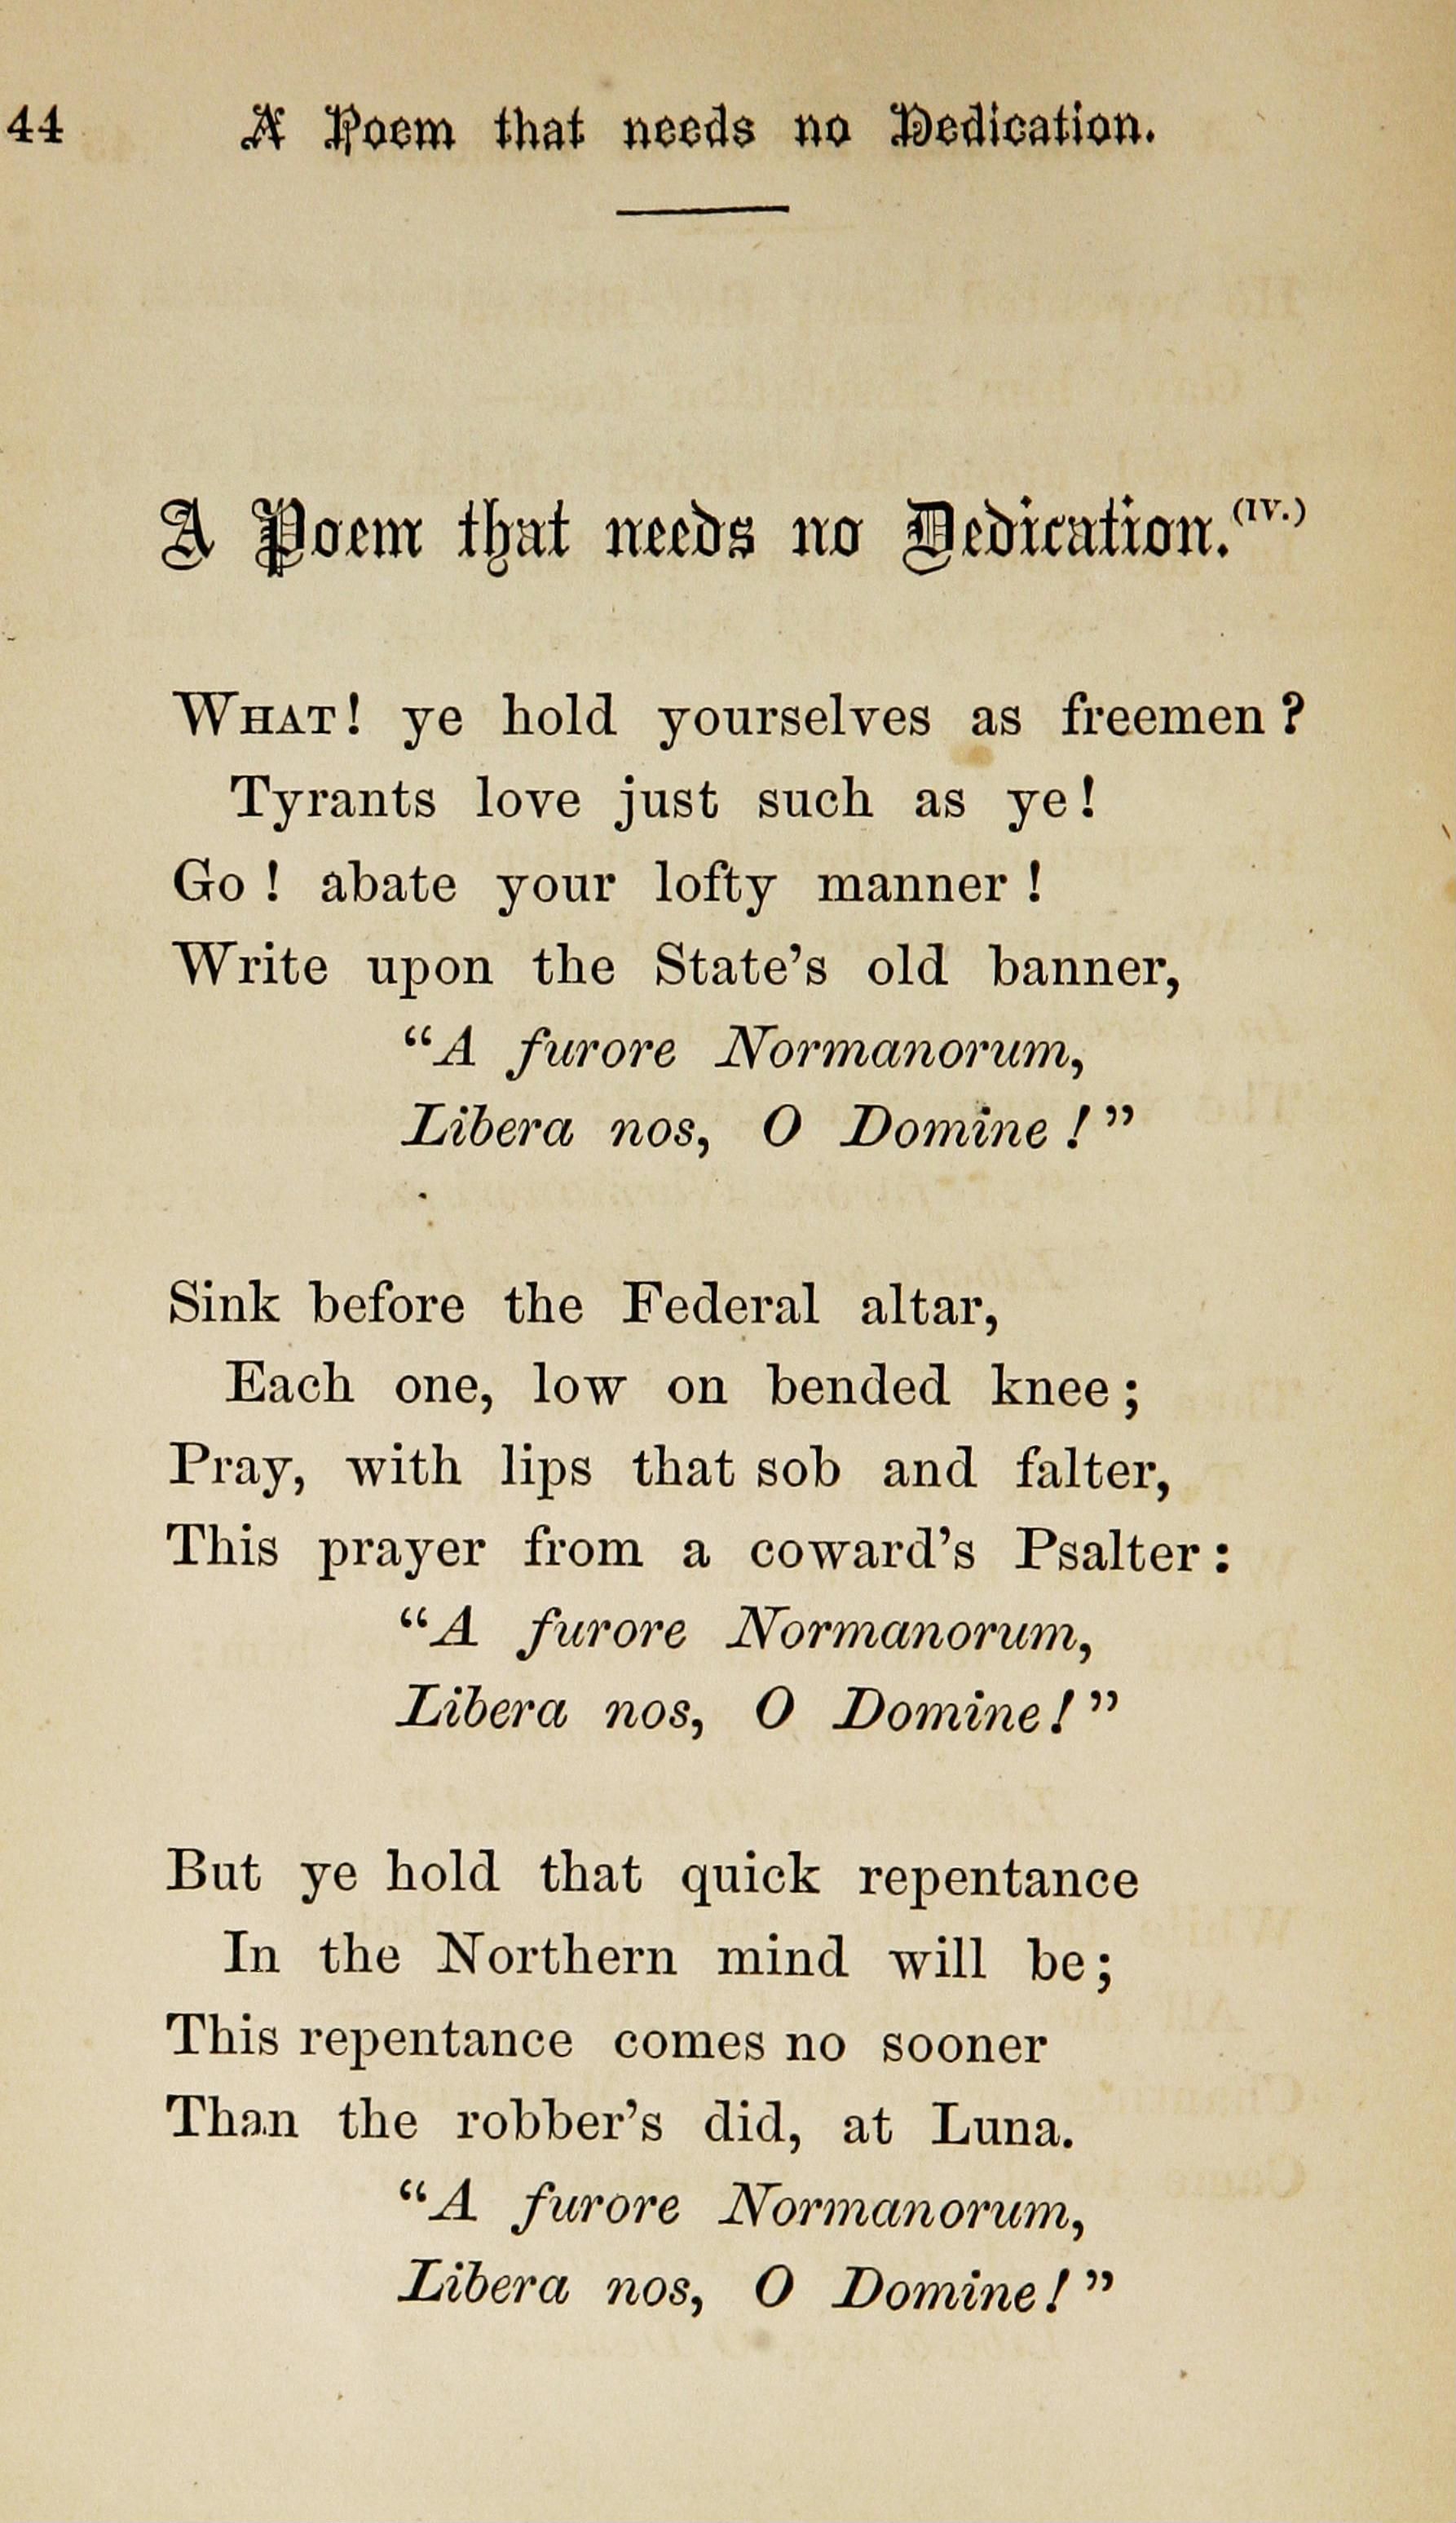 44 A Poem that needs no Dedication.
A Poem that needs no Dedication.(IV.)
WHAT! ye hold yourselves as freemen?
Tyrants love just such as ye!
Go! abate your lofty manner!
Write upon the State's old banner,
"A furore Normanorum,
Libera nos, O Domine!"
Sink before the Federal altar,
Each one, low on bended knee;
Pray, with lips that sob and falter,
This prayer from a coward's Psalter:
"A furore Normanorum,
Libera nos, O Domine!"
But ye hold that quick repentance
In the Northern mind will be;
This repentance comes no sooner
Than the robber's did, at Luna.
"A furore Normanorum,
Libera nos, O Domine!"